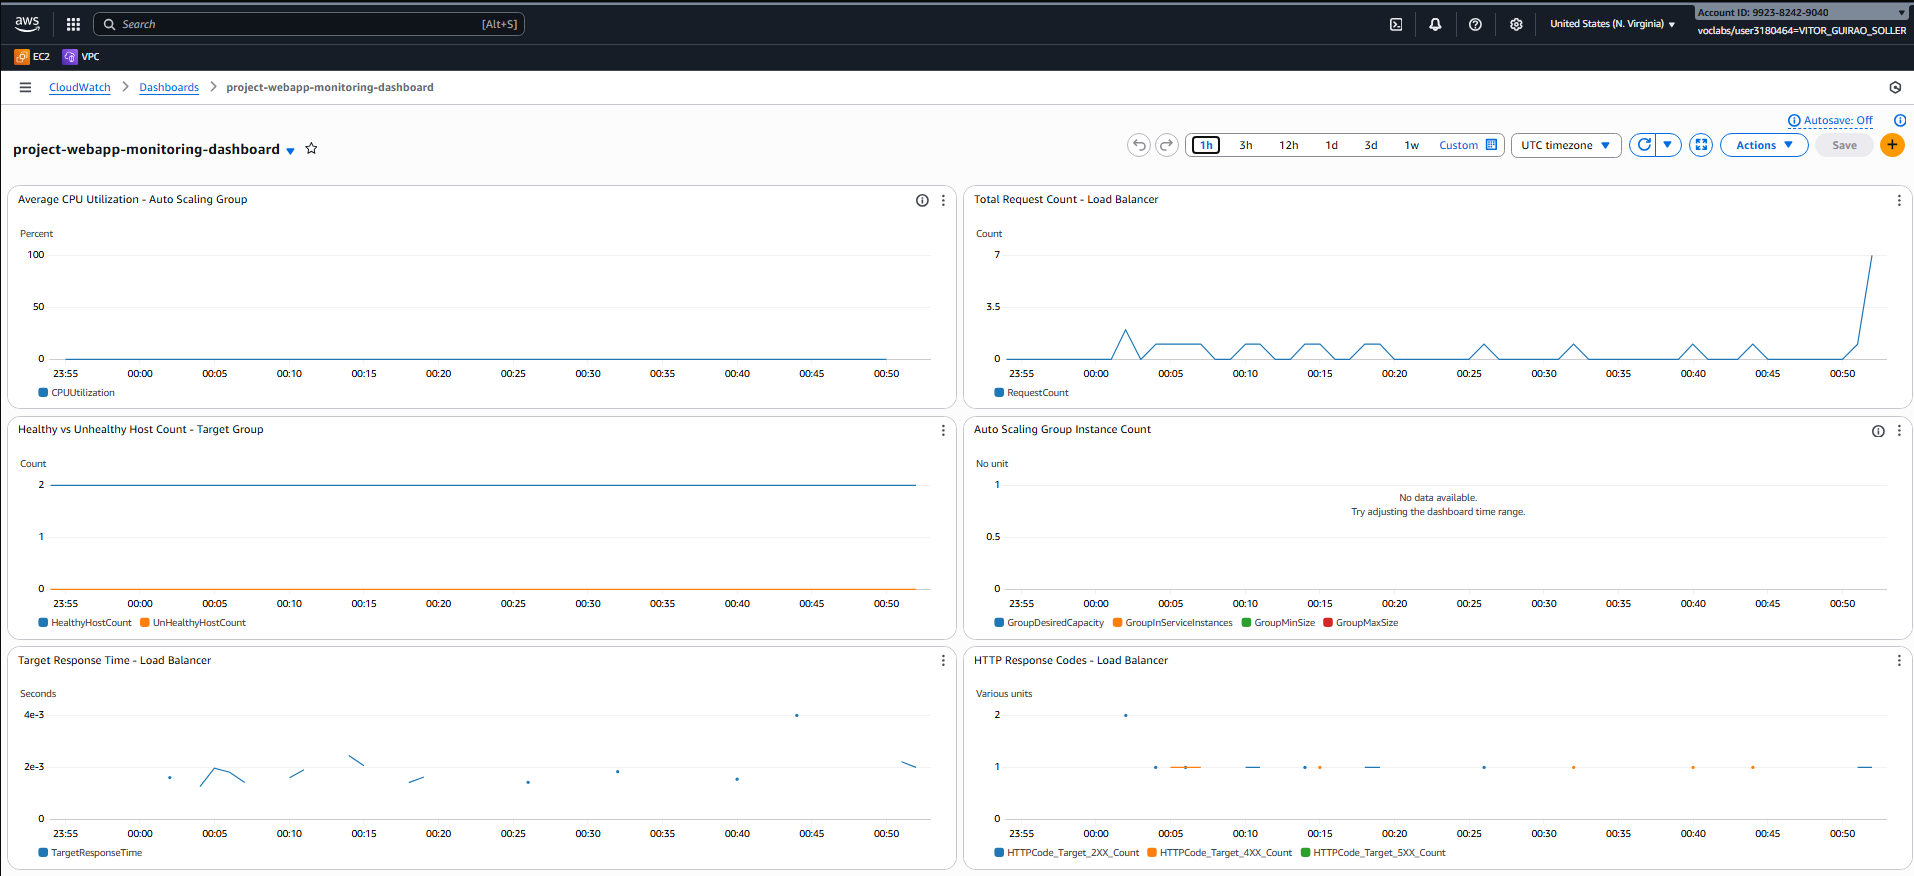 aws
Search [Alt+S]
United States (N. Virginia)
Account ID: 9923-8242-9040
voclabs/user3180464=VITOR_GUIRAO_SOLLER
EC2 VPC
CloudWatch Dashboards project-webapp-monitoring-dashboard
Autosave: Off
project-webapp-monitoring-dashboard
1h 3h 12h 1d 3d 1w Custom UTC timezone Actions Save
Average CPU Utilization - Auto Scaling Group
Percent
100
50
0
23:55 00:00 00:05 00:10 00:15 00:20 00:25 00:30 00:35 00:40 00:45 00:50
CPUUtilization
Total Request Count - Load Balancer
Count
7
3.5
0
23:55 00:00 00:05 00:10 00:15 00:20 00:25 00:30 00:35 00:40 00:45 00:50
RequestCount
Healthy vs Unhealthy Host Count - Target Group
Count
2
1
0
23:55 00:00 00:05 00:10 00:15 00:20 00:25 00:30 00:35 00:40 00:45 00:50
HealthyHostCount UnHealthyHostCount
Auto Scaling Group Instance Count
No unit
1
No data available.
Try adjusting the dashboard time range.
0.5
0
23:55 00:00 00:05 00:10 00:15 00:20 00:25 00:30 00:35 00:40 00:45 00:50
GroupDesiredCapacity GroupInServiceInstances GroupMinSize GroupMaxSize
Target Response Time - Load Balancer
Seconds
4e-3
2e-3
0
23:55 00:00 00:05 00:10 00:15 00:20 00:25 00:30 00:35 00:40 00:45 00:50
TargetResponseTime
HTTP Response Codes - Load Balancer
Various units
2
1
0
23:55 00:00 00:05 00:10 00:15 00:20 00:25 00:30 00:35 00:40 00:45 00:50
HTTPCode_Target_2XX_Count HTTPCode_Target_4XX_Count HTTPCode_Target_5XX_Count